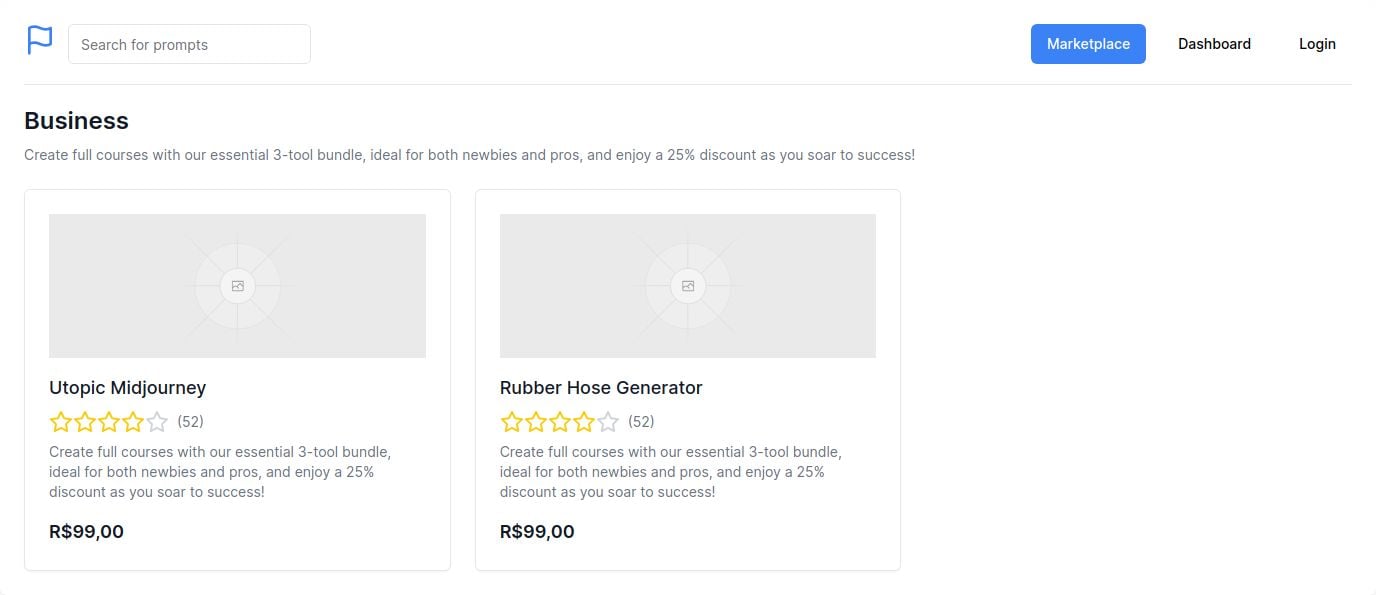 Search for prompts
Marketplace
Dashboard
Login
Business
Create full courses with our essential 3-tool bundle, ideal for both newbies and pros, and enjoy a 25% discount as you soar to success!
Utopic Midjourney
(52)
Create full courses with our essential 3-tool bundle,
ideal for both newbies and pros, and enjoy a 25%
discount as you soar to success!
R$99,00
Rubber Hose Generator
(52)
Create full courses with our essential 3-tool bundle,
ideal for both newbies and pros, and enjoy a 25%
discount as you soar to success!
R$99,00